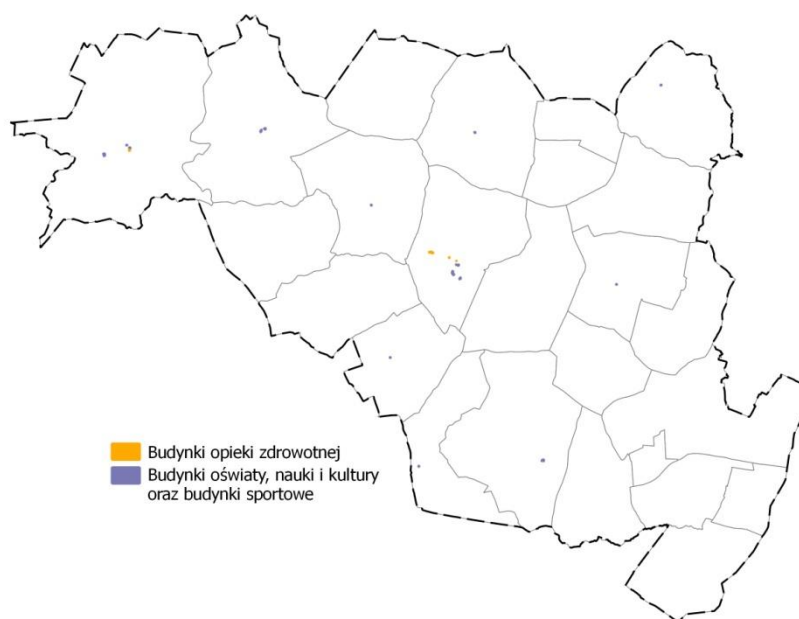 Budynki opieki zdrowotnej
Budynki oświaty, nauki i kultury
oraz budynki sportowe